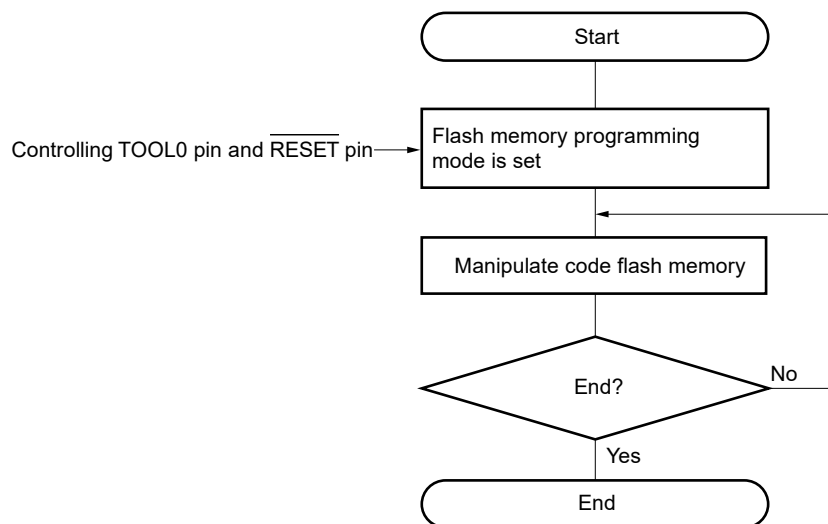 Start
Controlling TOOL0 pin and RESET pin
Flash memory programming
mode is set
Manipulate code flash memory
End?
No
Yes
End